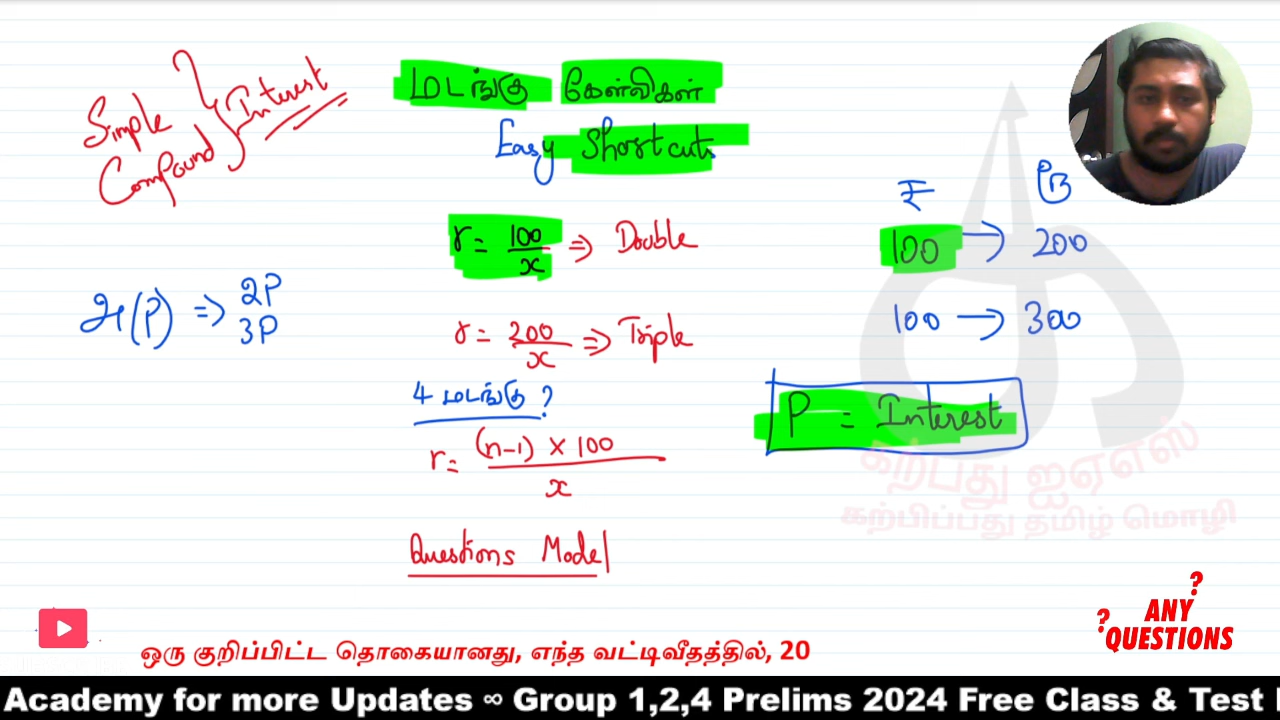 Simple
Compound } Interest
மடங்கு கேள்விகள்
Easy Shortcuts
r = 100/x => Double
₹
100 → 200
அ(P) => 2P
3P
r = 200/x => Triple
100 → 300
4 மடங்கு ?
P = Interest
r = (n-1) × 100 / x
Questions Model
கற்பது ஐஏஎஸ்
கற்பிப்பது தமிழ் மொழி
? ?
ANY
QUESTIONS
ஒரு குறிப்பிட்ட தொகையானது, எந்த வட்டிவீதத்தில், 20
Academy for more Updates ∞ Group 1,2,4 Prelims 2024 Free Class & Test